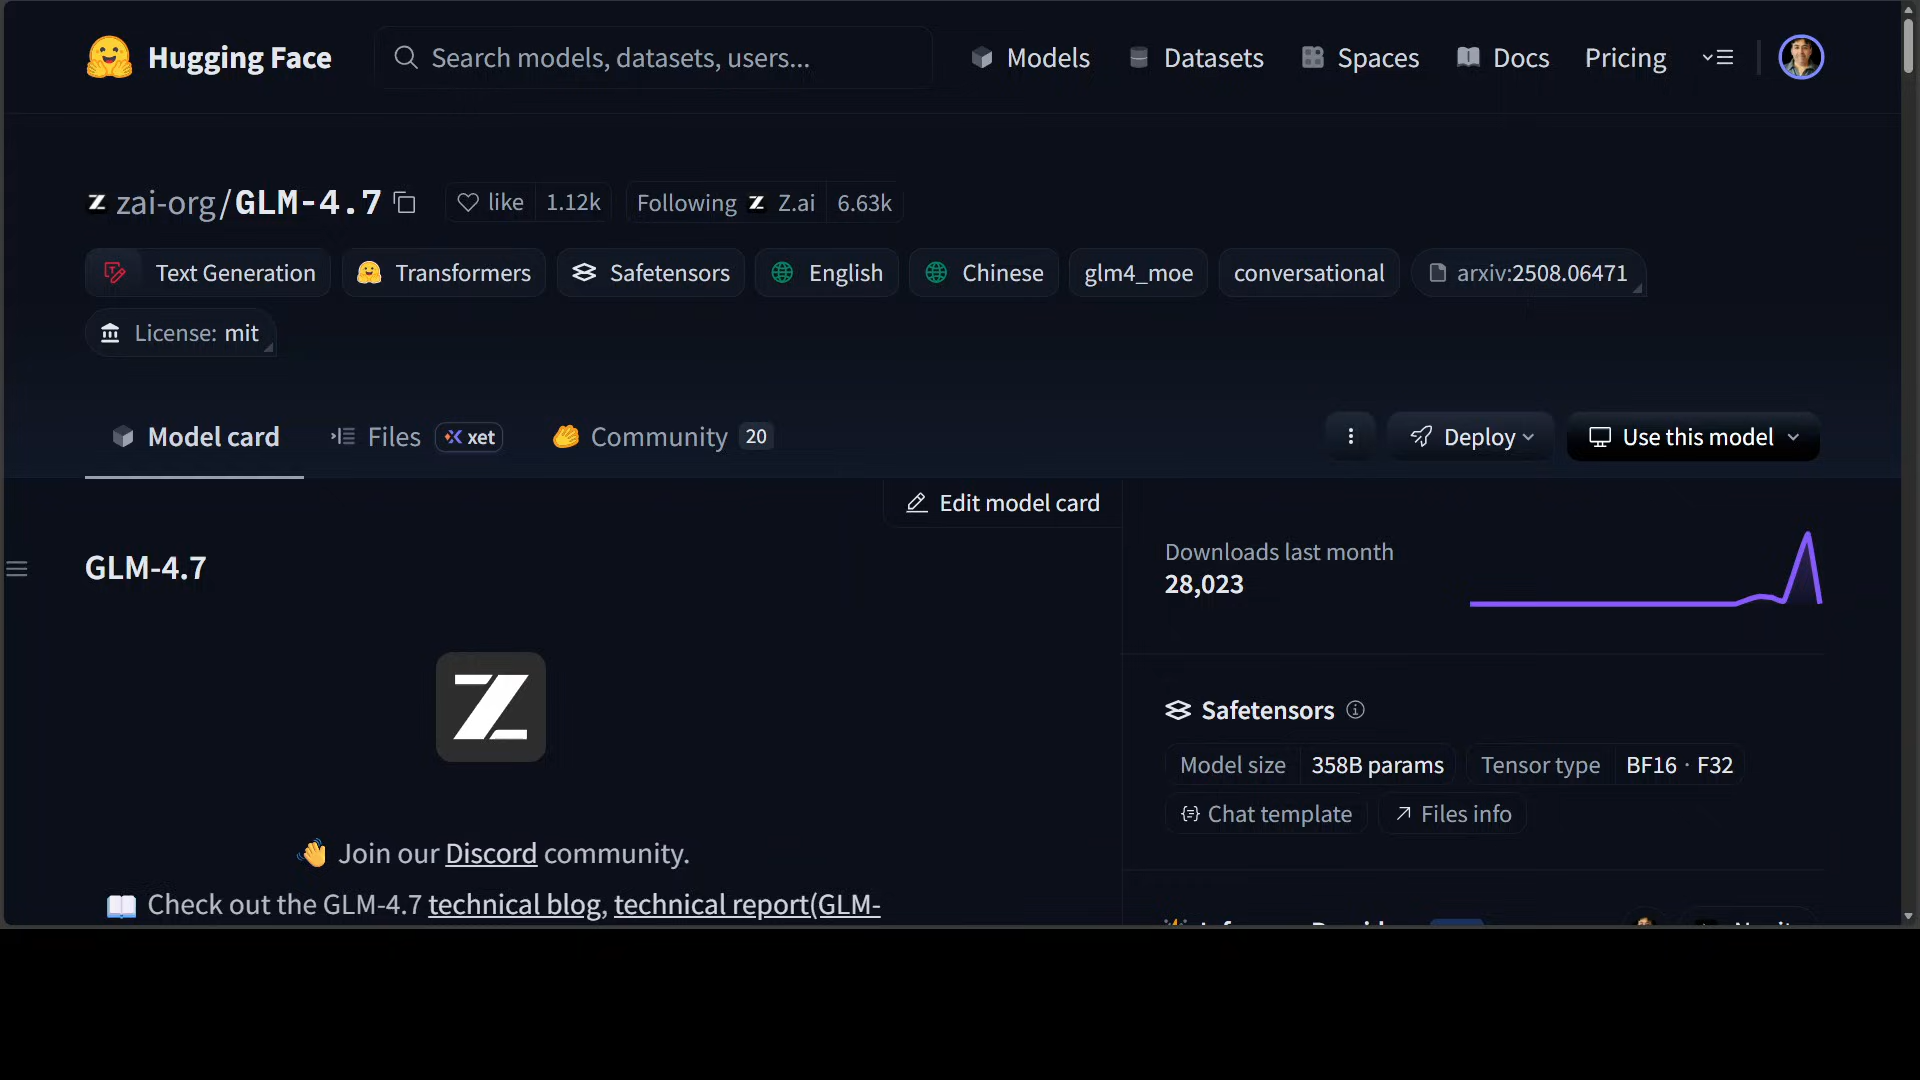 Hugging Face
Search models, datasets, users...
Models
Datasets
Spaces
Docs
Pricing
zai-org/GLM-4.7
like 1.12k
Following Z.ai 6.63k
Text Generation
Transformers
Safetensors
English
Chinese
glm4_moe
conversational
arxiv:2508.06471
License: mit
Model card
Files xet
Community 20
Deploy
Use this model
Edit model card
GLM-4.7
Join our Discord community.
Check out the GLM-4.7 technical blog, technical report(GLM-
Downloads last month
28,023
Safetensors
Model size 358B params
Tensor type BF16 · F32
Chat template
Files info